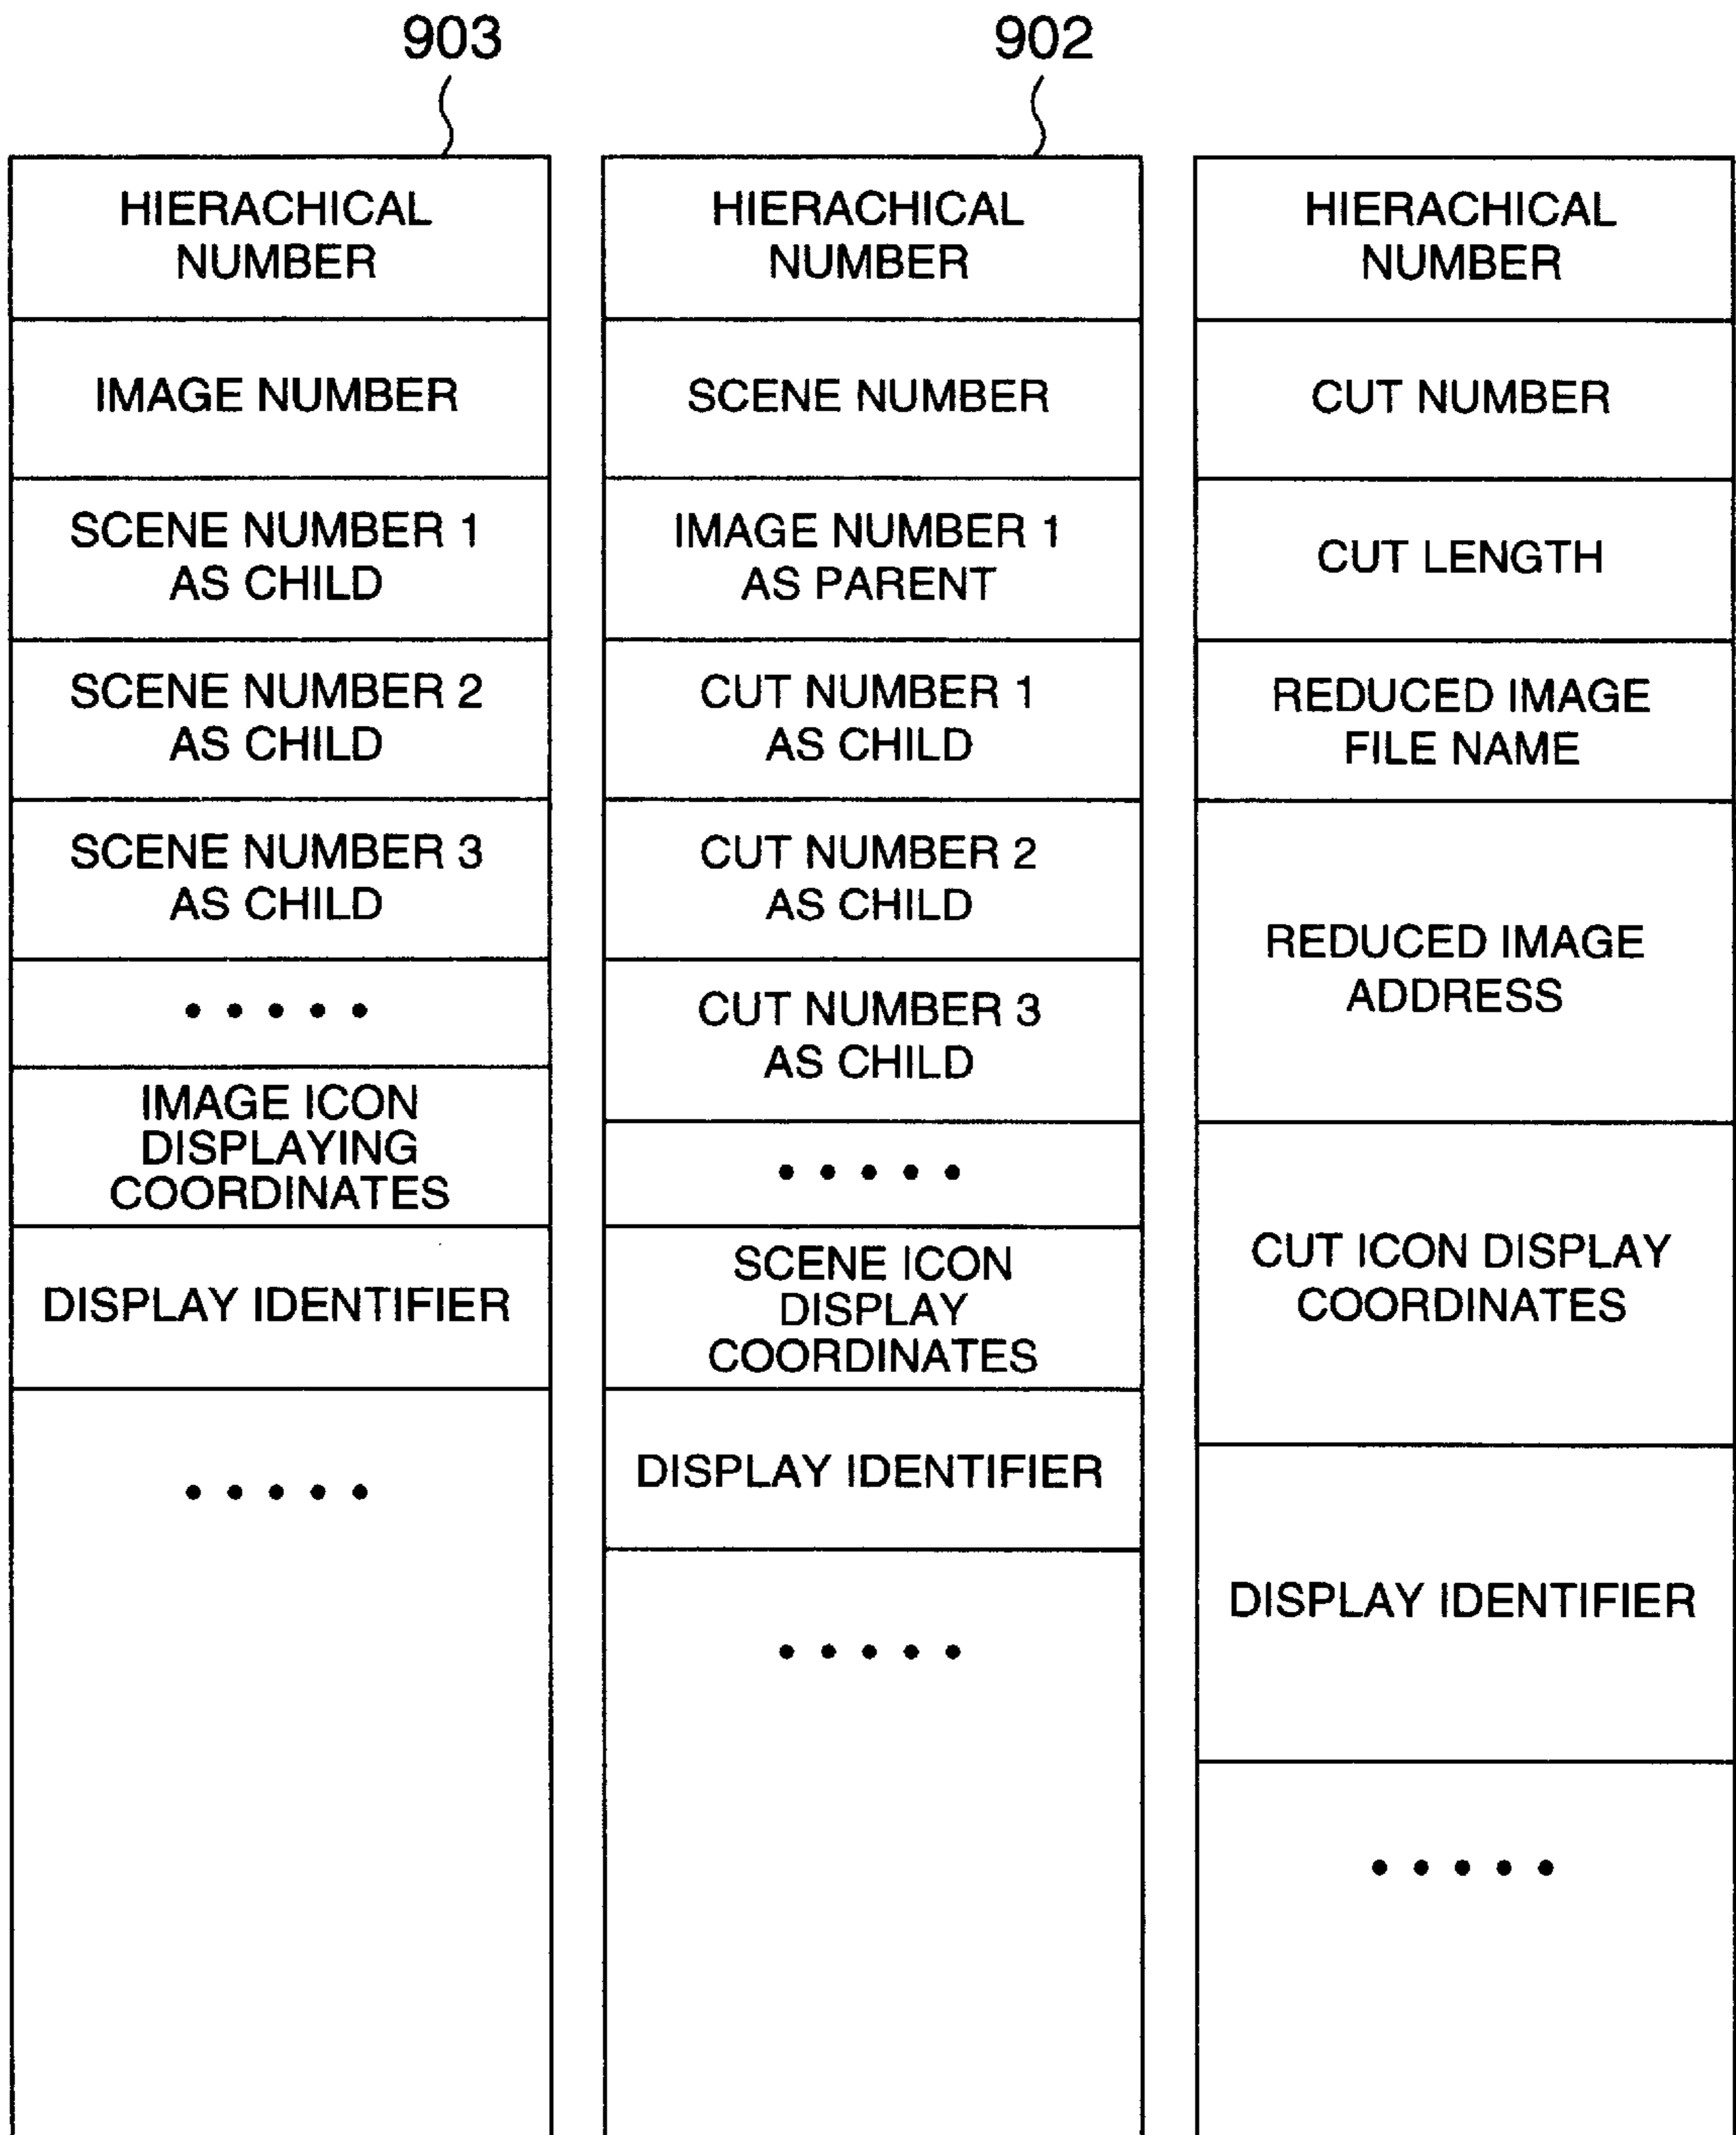 903
902
HIERACHICAL
NUMBER
IMAGE NUMBER
SCENE NUMBER 1
AS CHILD
SCENE NUMBER 2
AS CHILD
SCENE NUMBER 3
AS CHILD
• • • • •
IMAGE ICON
DISPLAYING
COORDINATES
DISPLAY IDENTIFIER
• • • • •
HIERACHICAL
NUMBER
SCENE NUMBER
IMAGE NUMBER 1
AS PARENT
CUT NUMBER 1
AS CHILD
CUT NUMBER 2
AS CHILD
CUT NUMBER 3
AS CHILD
• • • • •
SCENE ICON
DISPLAY
COORDINATES
DISPLAY IDENTIFIER
• • • • •
HIERACHICAL
NUMBER
CUT NUMBER
CUT LENGTH
REDUCED IMAGE
FILE NAME
REDUCED IMAGE
ADDRESS
CUT ICON DISPLAY
COORDINATES
DISPLAY IDENTIFIER
• • • • •